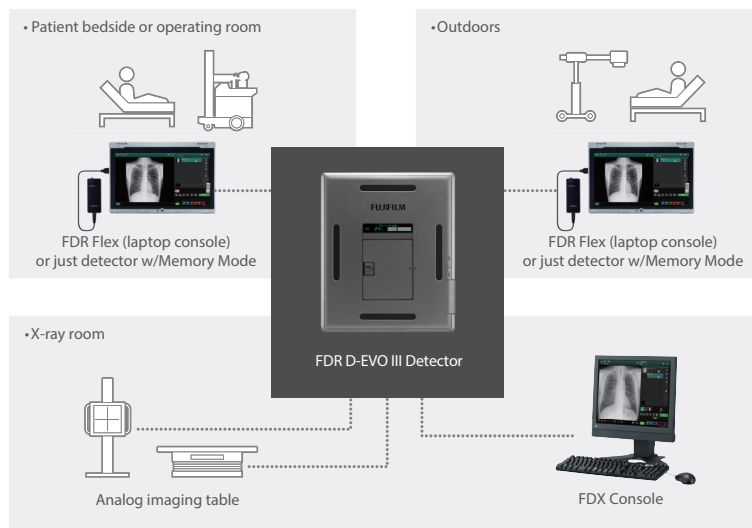 • Patient bedside or operating room
•Outdoors
FDR Flex (laptop console)
or just detector w/Memory Mode
FUJIFILM
FDR D-EVO III Detector
FDR Flex (laptop console)
or just detector w/Memory Mode
•X-ray room
Analog imaging table
FDX Console